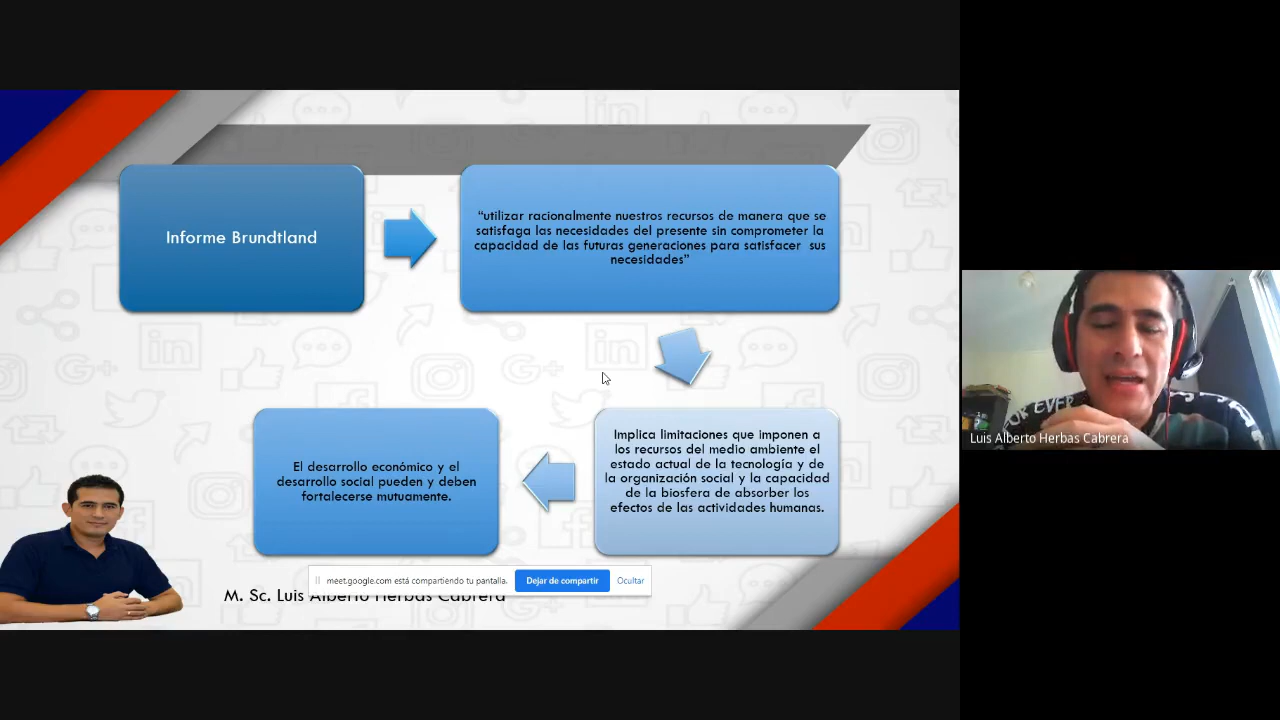 Informe Brundtland
“utilizar racionalmente nuestros recursos de manera que se
satisfaga las necesidades del presente sin comprometer la
capacidad de las futuras generaciones para satisfacer sus
necesidades”
Implica limitaciones que imponen a
los recursos del medio ambiente el
estado actual de la tecnología y de
la organización social y la capacidad
de la biosfera de absorber los
efectos de las actividades humanas.
El desarrollo económico y el
desarrollo social pueden y deben
fortalecerse mutuamente.
meet.google.com está compartiendo tu pantalla.
Dejar de compartir
Ocultar
M. Sc. Luis Alberto Herbas Cabrera
EVER
Luis Alberto Herbas Cabrera